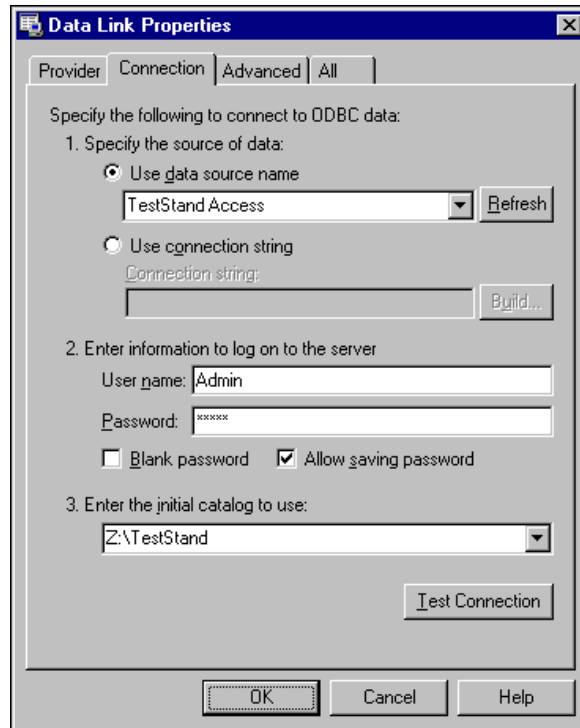 Data Link Properties
Provider Connection Advanced All
Specify the following to connect to ODBC data:
1. Specify the source of data:
Use data source name
TestStand Access Refresh
Use connection string
Connection string:
Build...
2. Enter information to log on to the server
User name: Admin
Password: *****
Blank password Allow saving password
3. Enter the initial catalog to use:
Z:\TestStand
Test Connection
OK Cancel Help